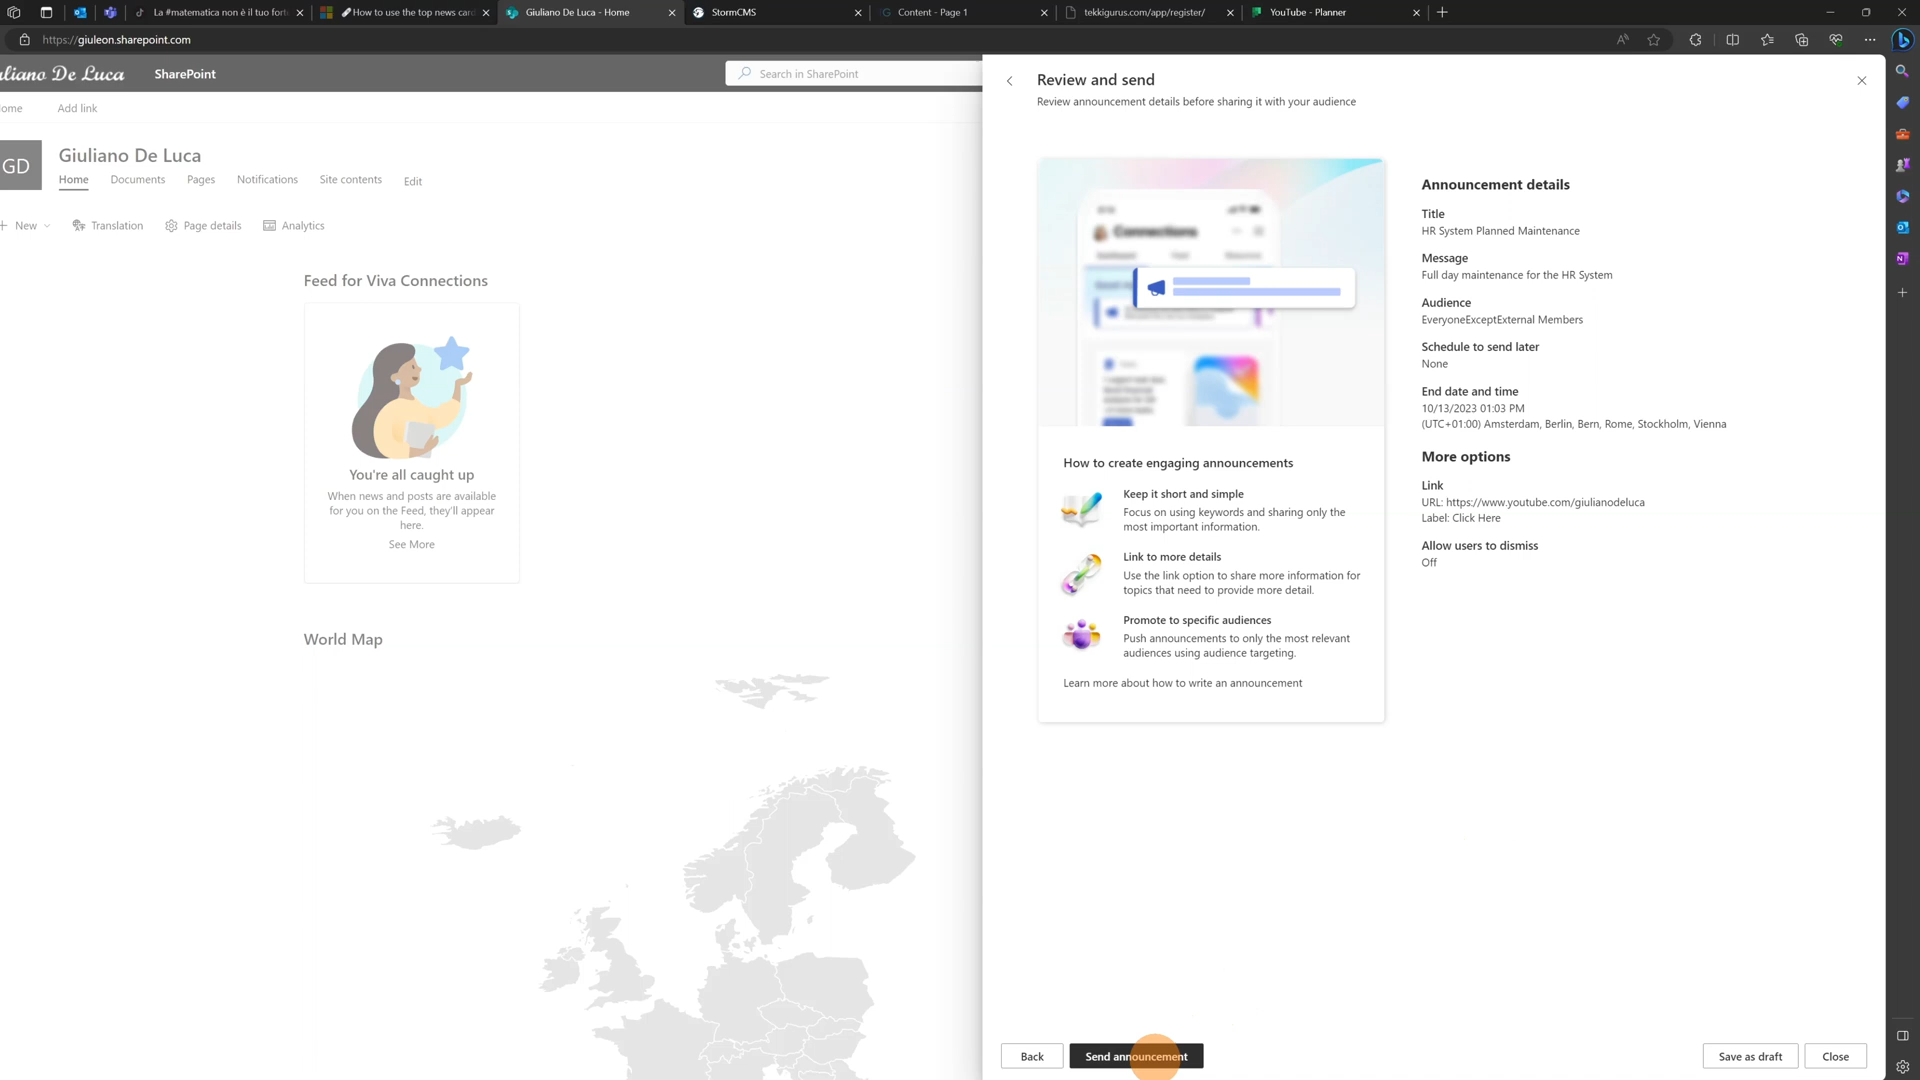 La #matematica non è il tuo fort
How to use the top news car
Giuliano De Luca - Home
StormCMS
Content - Page 1
tekkigurus.com/app/register/
YouTube - Planner
https://giuleon.sharepoint.com
uliano De Luca
SharePoint
Search in SharePoint
ome
Add link
GD
Giuliano De Luca
Home
Documents
Pages
Notifications
Site contents
Edit
New
Translation
Page details
Analytics
Feed for Viva Connections
You're all caught up
When news and posts are available
for you on the Feed, they'll appear
here.
See More
World Map
Review and send
Review announcement details before sharing it with your audience
Connections
How to create engaging announcements
Keep it short and simple
Focus on using keywords and sharing only the
most important information.
Link to more details
Use the link option to share more information for
topics that need to provide more detail.
Promote to specific audiences
Push announcements to only the most relevant
audiences using audience targeting.
Learn more about how to write an announcement
Announcement details
Title
HR System Planned Maintenance
Message
Full day maintenance for the HR System
Audience
EveryoneExceptExternal Members
Schedule to send later
None
End date and time
10/13/2023 01:03 PM
(UTC+01:00) Amsterdam, Berlin, Bern, Rome, Stockholm, Vienna
More options
Link
URL: https://www.youtube.com/giulianodeluca
Label: Click Here
Allow users to dismiss
Off
Back
Send announcement
Save as draft
Close